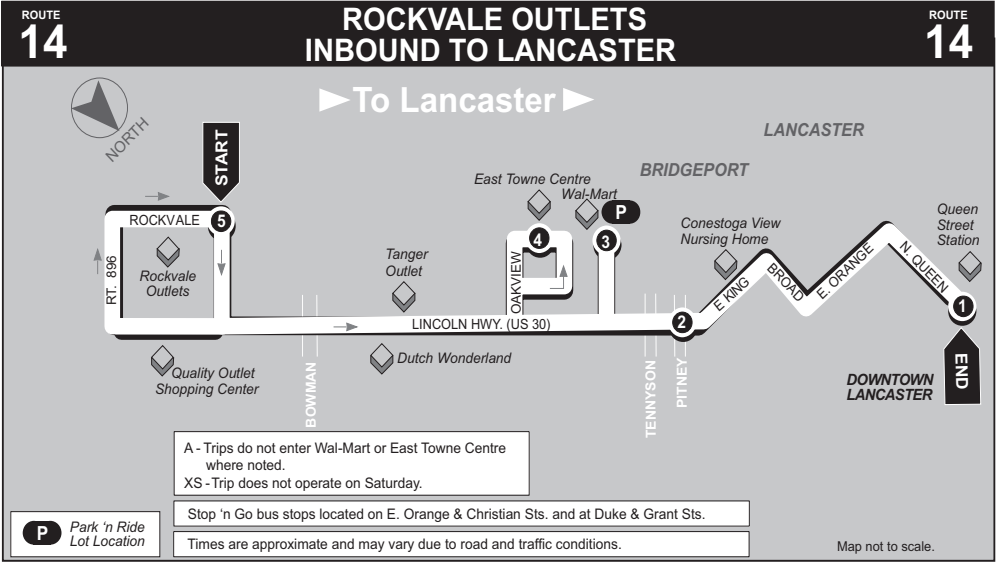 ROUTE
14
ROCKVALE OUTLETS
INBOUND TO LANCASTER
ROUTE
14
To Lancaster
NORTH
START
LANCASTER
BRIDGEPORT
East Towne Centre
Wal-Mart
P
ROCKVALE
5
4
3
Conestoga View
Nursing Home
Queen
Street
Station
RT. 896
Rockvale
Outlets
Tanger
Outlet
OAKVIEW
E KING
BROAD
E. ORANGE
N. QUEEN
LINCOLN HWY. (US 30)
2
1
Quality Outlet
Shopping Center
BOWMAN
Dutch Wonderland
TENNYSON
PITNEY
DOWNTOWN
LANCASTER
END
A - Trips do not enter Wal-Mart or East Towne Centre
where noted.
XS - Trip does not operate on Saturday.
Stop ‘n Go bus stops located on E. Orange & Christian Sts. and at Duke & Grant Sts.
P
Park ‘n Ride
Lot Location
Times are approximate and may vary due to road and traffic conditions.
Map not to scale.